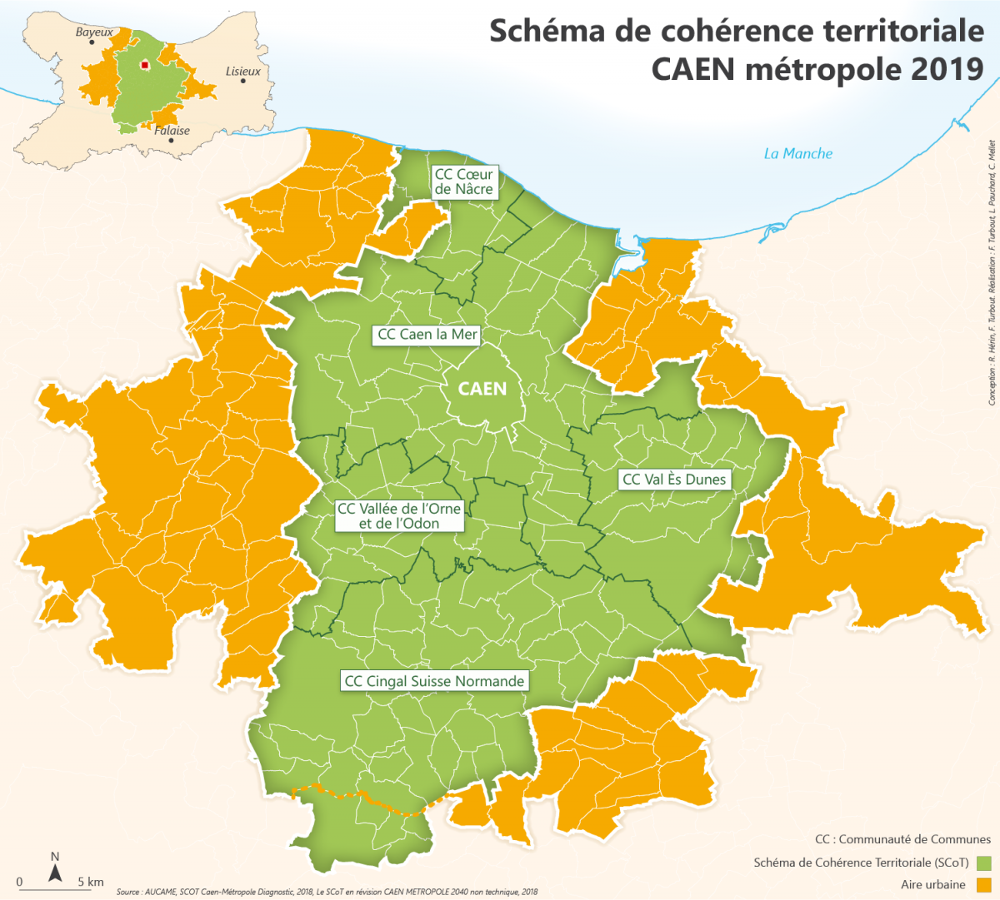 Schéma de cohérence territoriale
CAEN métropole 2019
Bayeux
Lisieux
Falaise
La Manche
CC Cœur
de Nâcre
CC Caen la Mer
CAEN
CC Val Ès Dunes
CC Vallée de l'Orne
et de l'Odon
CC Cingal Suisse Normande
Conception : R. Hérin, F. Turbout. Réalisation : F. Turbout, L. Pauchard, C. Mellet
CC : Communauté de Communes
Schéma de Cohérence Territoriale (SCoT)
Aire urbaine
N
0 5 km
Source : AUCAME, SCOT Caen-Métropole Diagnostic, 2018, Le SCoT en révision CAEN METROPOLE 2040 non technique, 2018